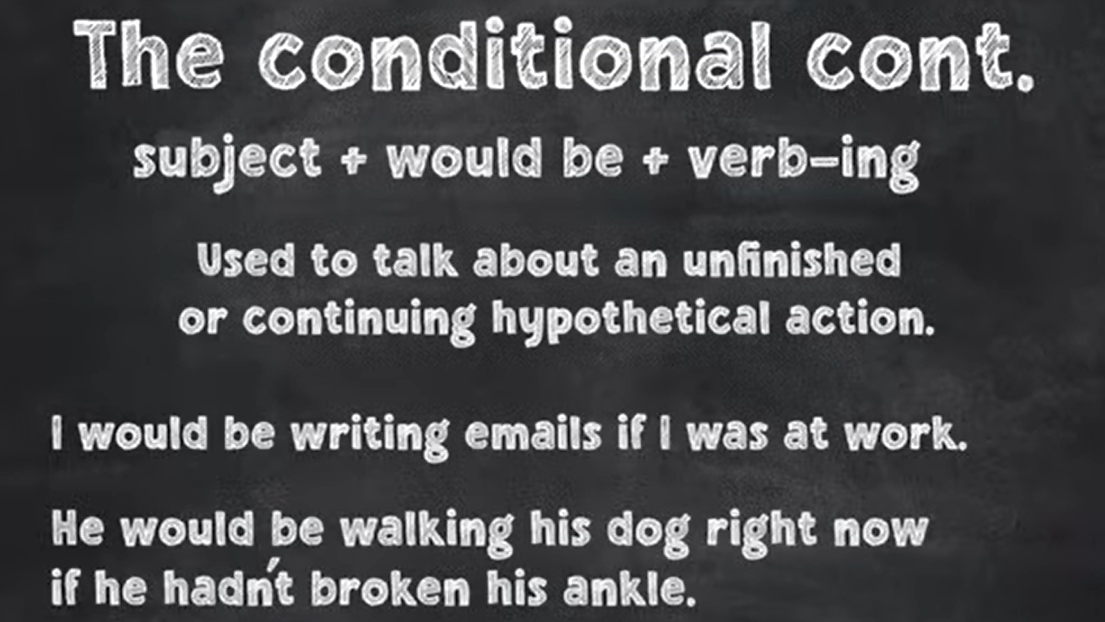 The conditional cont.
subject + would be + verb-ing
Used to talk about an unfinished
or continuing hypothetical action.
I would be writing emails if I was at work.
He would be walking his dog right now
if he hadn't broken his ankle.